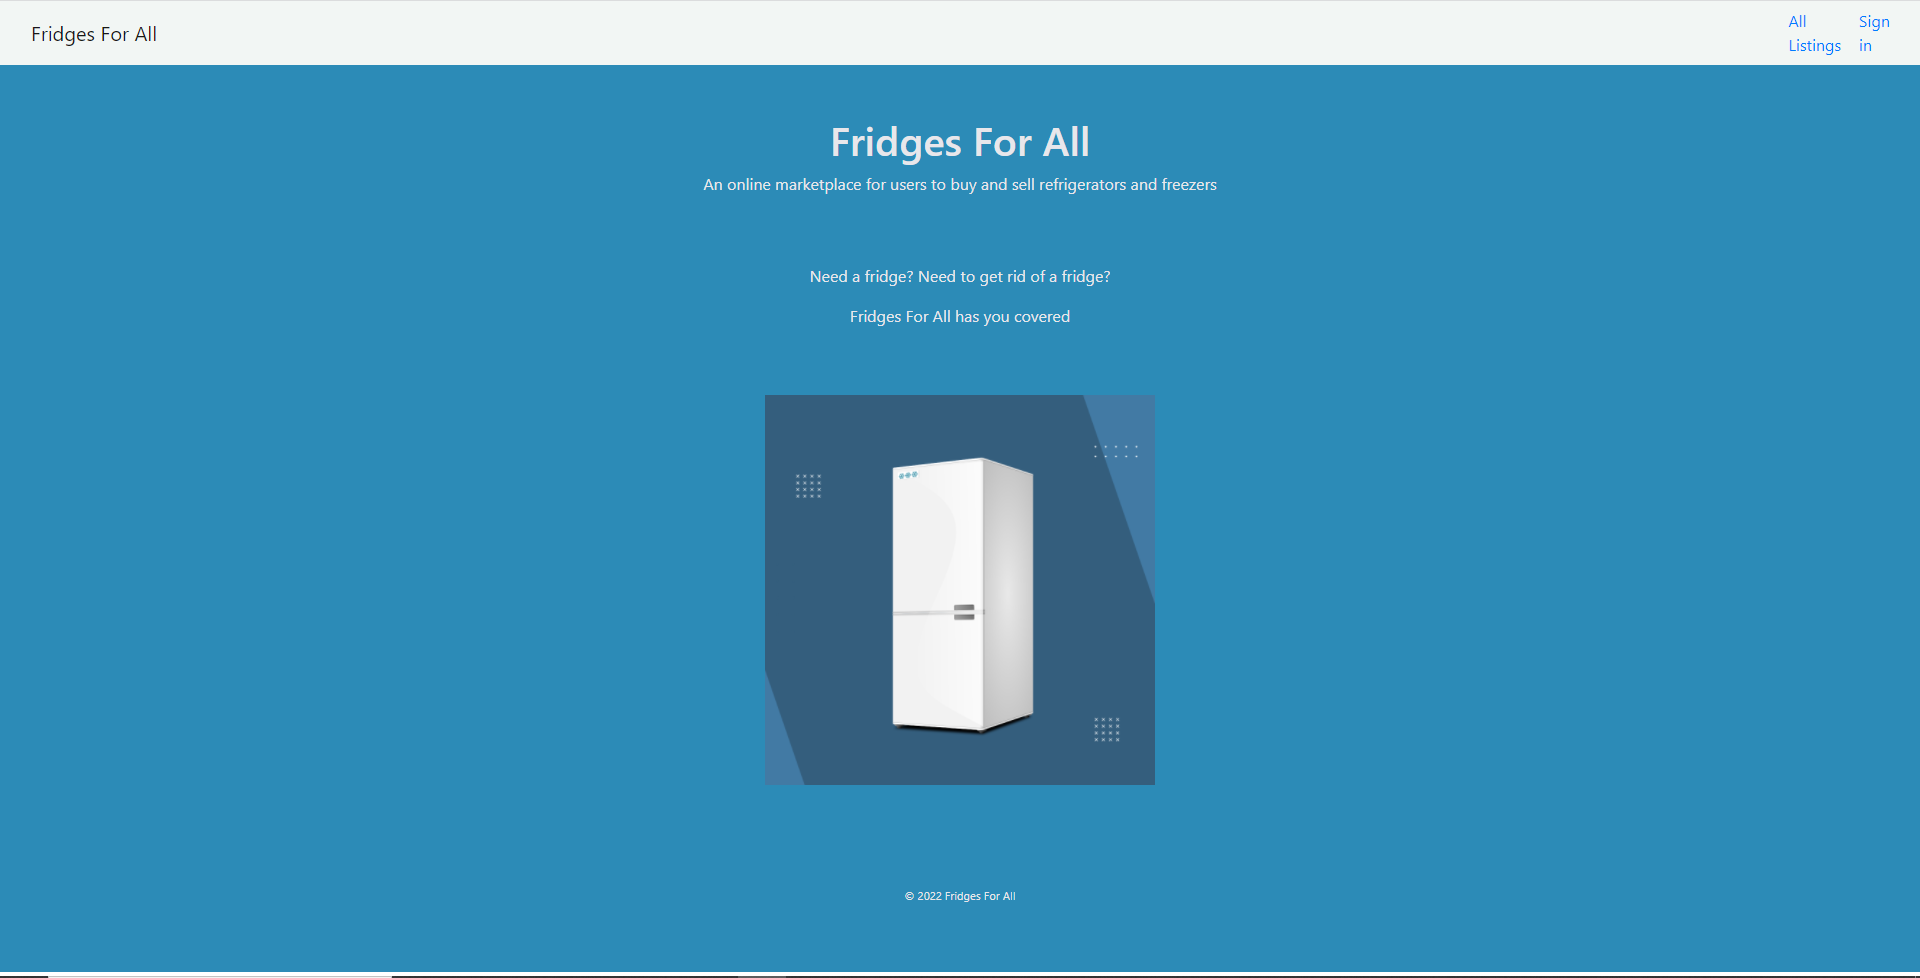 Fridges For All
All Listings
Sign in
Fridges For All
An online marketplace for users to buy and sell refrigerators and freezers
Need a fridge? Need to get rid of a fridge?
Fridges For All has you covered
© 2022 Fridges For All